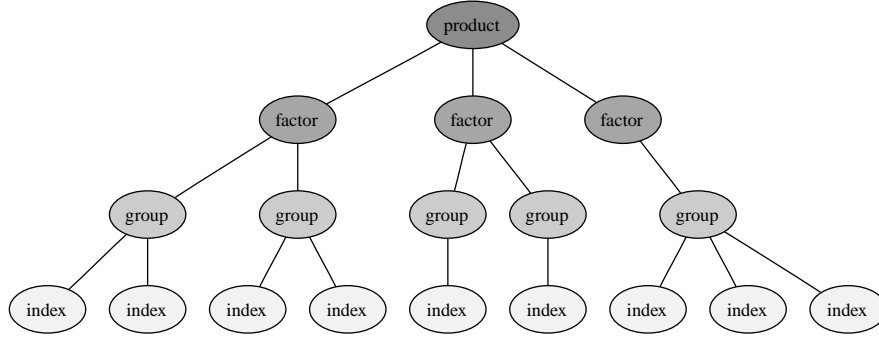 product
factor factor factor
group group group group group
index index index index index index index index index